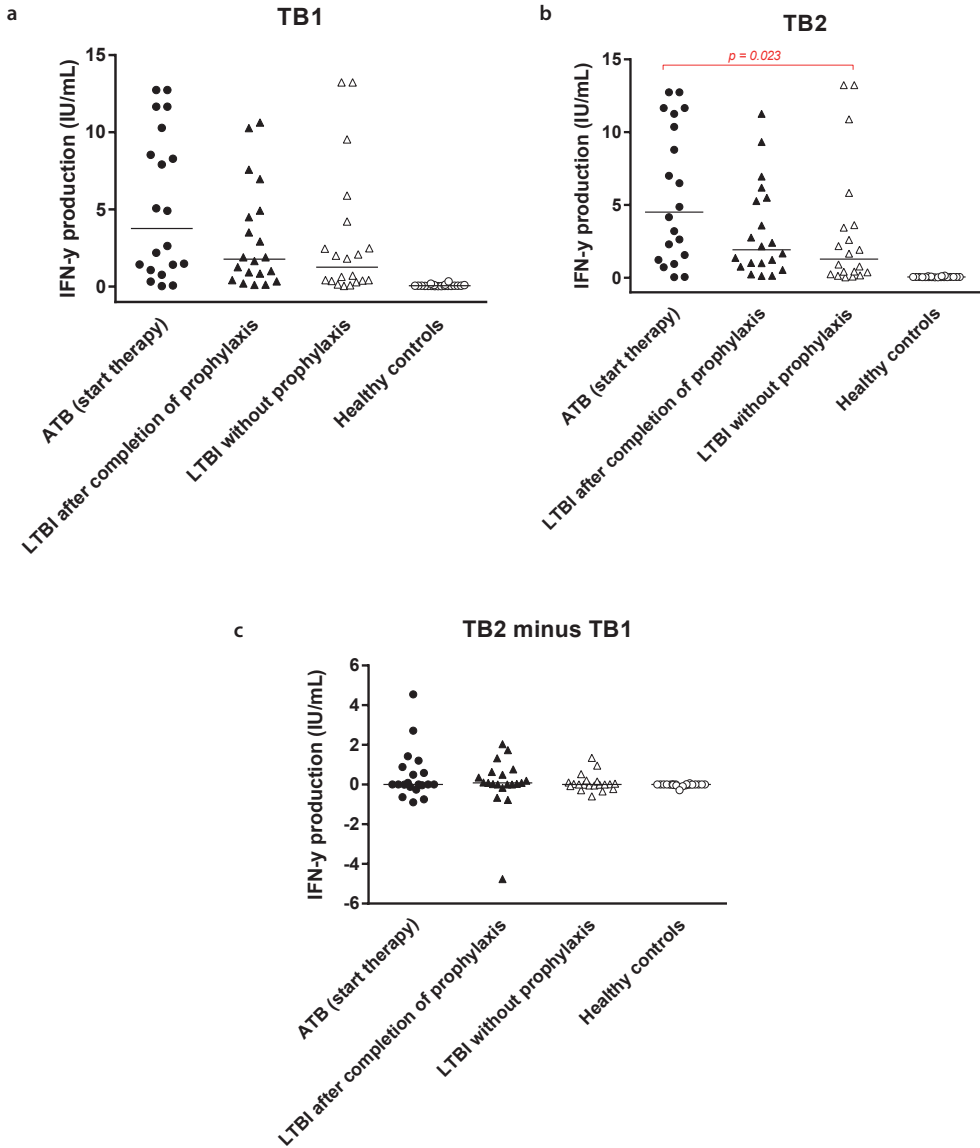 a
TB1
IFN-y production (IU/mL)
15
10
5
0
ATB (start therapy)
LTBI after completion of prophylaxis
LTBI without prophylaxis
Healthy controls
b
TB2
IFN-y production (IU/mL)
15
10
5
0
p = 0.023
ATB (start therapy)
LTBI after completion of prophylaxis
LTBI without prophylaxis
Healthy controls
c
TB2 minus TB1
IFN-y production (IU/mL)
6
4
2
0
-2
-4
-6
ATB (start therapy)
LTBI after completion of prophylaxis
LTBI without prophylaxis
Healthy controls